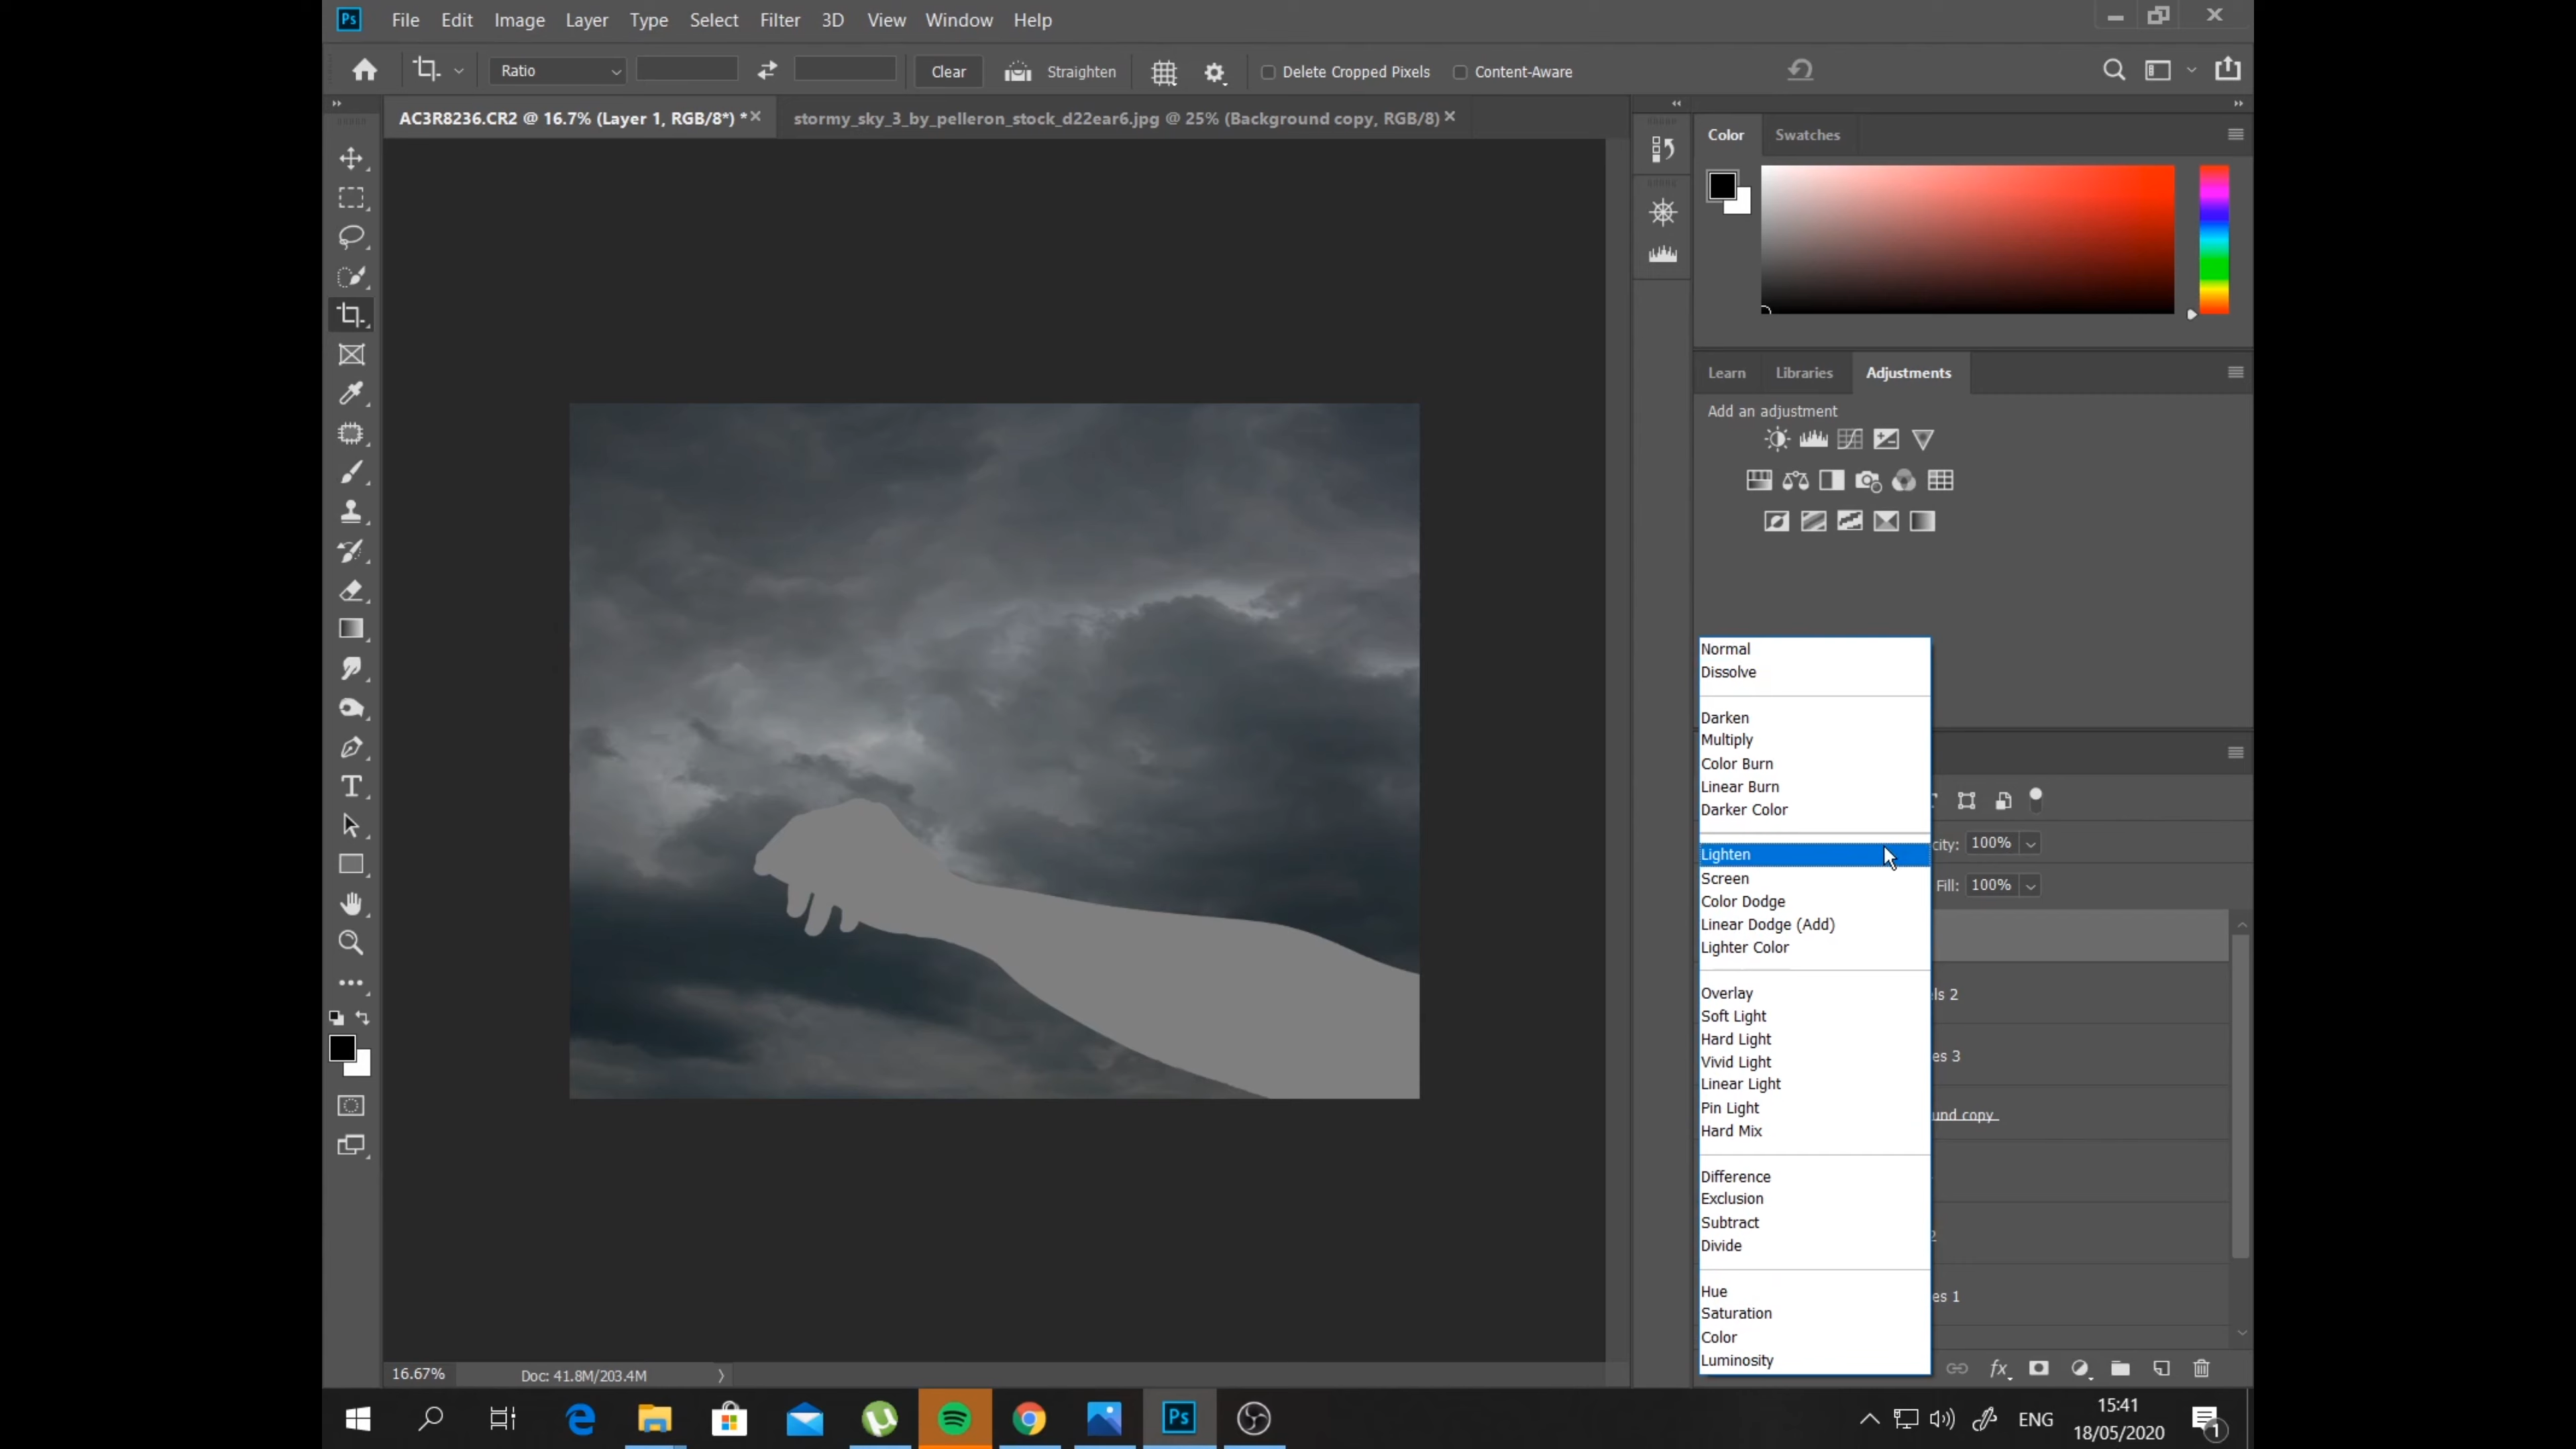 Ps File Edit Image Layer Type Select Filter 3D View Window Help
Ratio Clear Straighten Delete Cropped Pixels Content-Aware
AC3R8236.CR2 @ 16.7% (Layer 1, RGB/8*) * stormy_sky_3_by_pelleron_stock_d22ear6.jpg @ 25% (Background copy, RGB/8)
Color Swatches
Learn Libraries Adjustments
Add an adjustment
Normal
Dissolve
Darken
Multiply
Color Burn
Linear Burn
Darker Color
Lighten
Screen
Color Dodge
Linear Dodge (Add)
Lighter Color
Overlay
Soft Light
Hard Light
Vivid Light
Linear Light
Pin Light
Hard Mix
Difference
Exclusion
Subtract
Divide
Hue
Saturation
Color
Luminosity
city: 100%
Fill: 100%
ls 2
es 3
und copy
2
es 1
fx
16.67% Doc: 41.8M/203.4M
Ps
ENG
15:41
18/05/2020
1